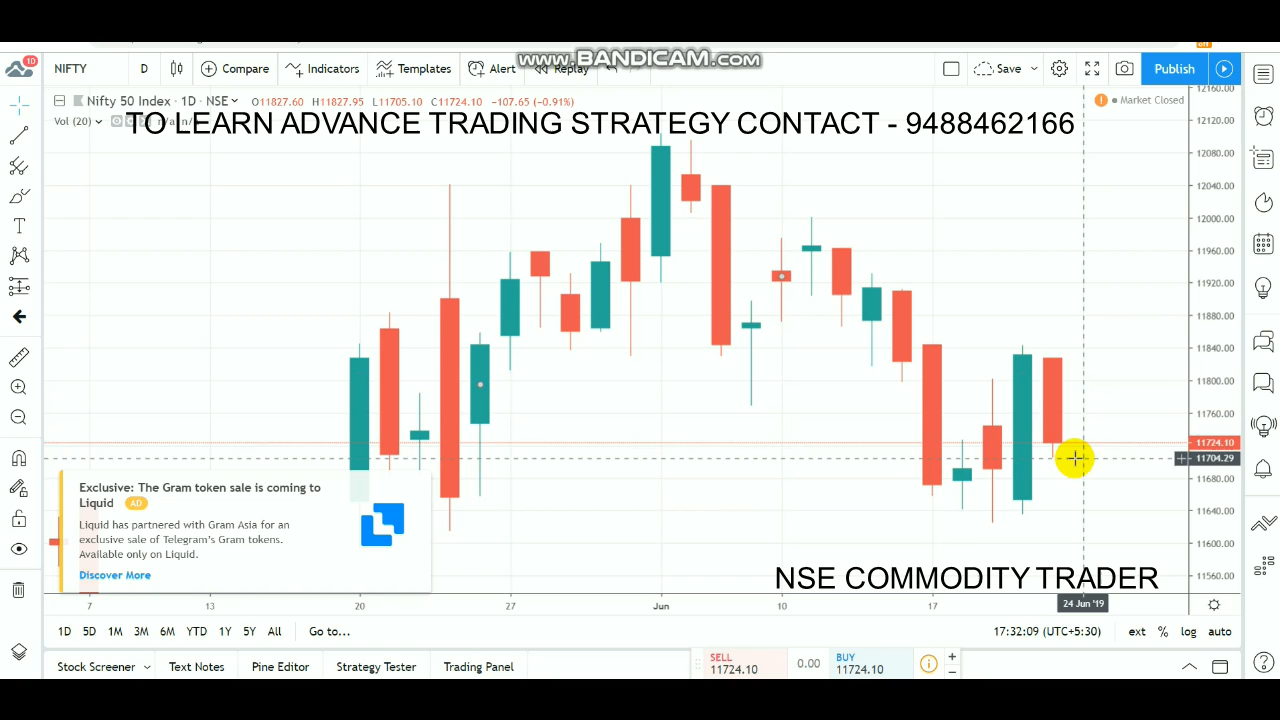 www.BANDICAM.com
10
NIFTY
D
Compare
Indicators
Templates
Alert
Replay
Save
Publish
Nifty 50 Index · 1D · NSE
O11827.60 H11827.95 L11705.10 C11724.10 −107.65 (−0.91%)
Market Closed
Vol (20)
n/a
TO LEARN ADVANCE TRADING STRATEGY CONTACT - 9488462166
12160.00
12120.00
12080.00
12040.00
12000.00
11960.00
11920.00
11880.00
11840.00
11800.00
11760.00
11724.10
11704.29
11680.00
11640.00
11600.00
11560.00
Exclusive: The Gram token sale is coming to
Liquid AD
Liquid has partnered with Gram Asia for an
exclusive sale of Telegram's Gram tokens.
Available only on Liquid.
Discover More
NSE COMMODITY TRADER
7 13 20 27 Jun 10 17 24 Jun '19
1D 5D 1M 3M 6M YTD 1Y 5Y All Go to...
17:32:09 (UTC+5:30) ext % log auto
Stock Screener Text Notes Pine Editor Strategy Tester Trading Panel
SELL
11724.10
0.00
BUY
11724.10